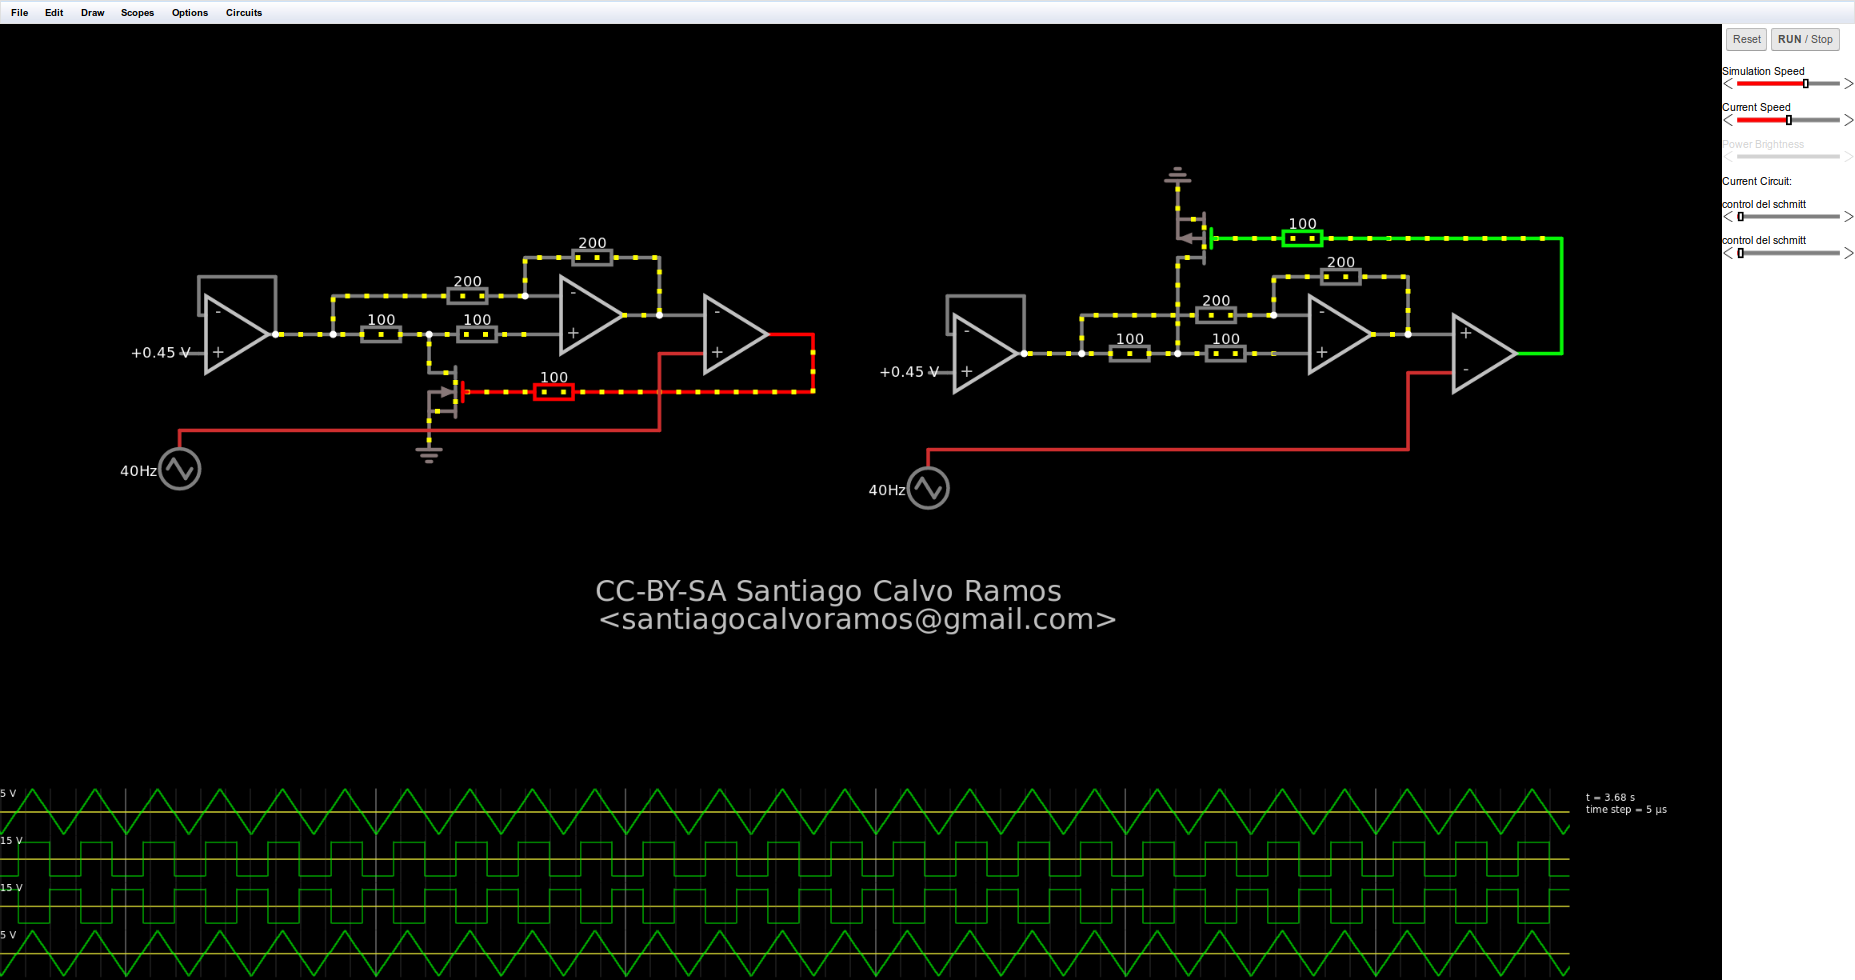 File Edit Draw Scopes Options Circuits
Reset RUN / Stop
Simulation Speed
Current Speed
Power Brightness
Current Circuit:
control del schmitt
control del schmitt
200
200
100 100
- +
- +
- +
+0.45 V
100
40Hz
100
200
200
100 100
- +
- +
+ -
+0.45 V
40Hz
CC-BY-SA Santiago Calvo Ramos
<santiagocalvoramos@gmail.com>
5 V
15 V
15 V
5 V
t = 3.68 s
time step = 5 µs